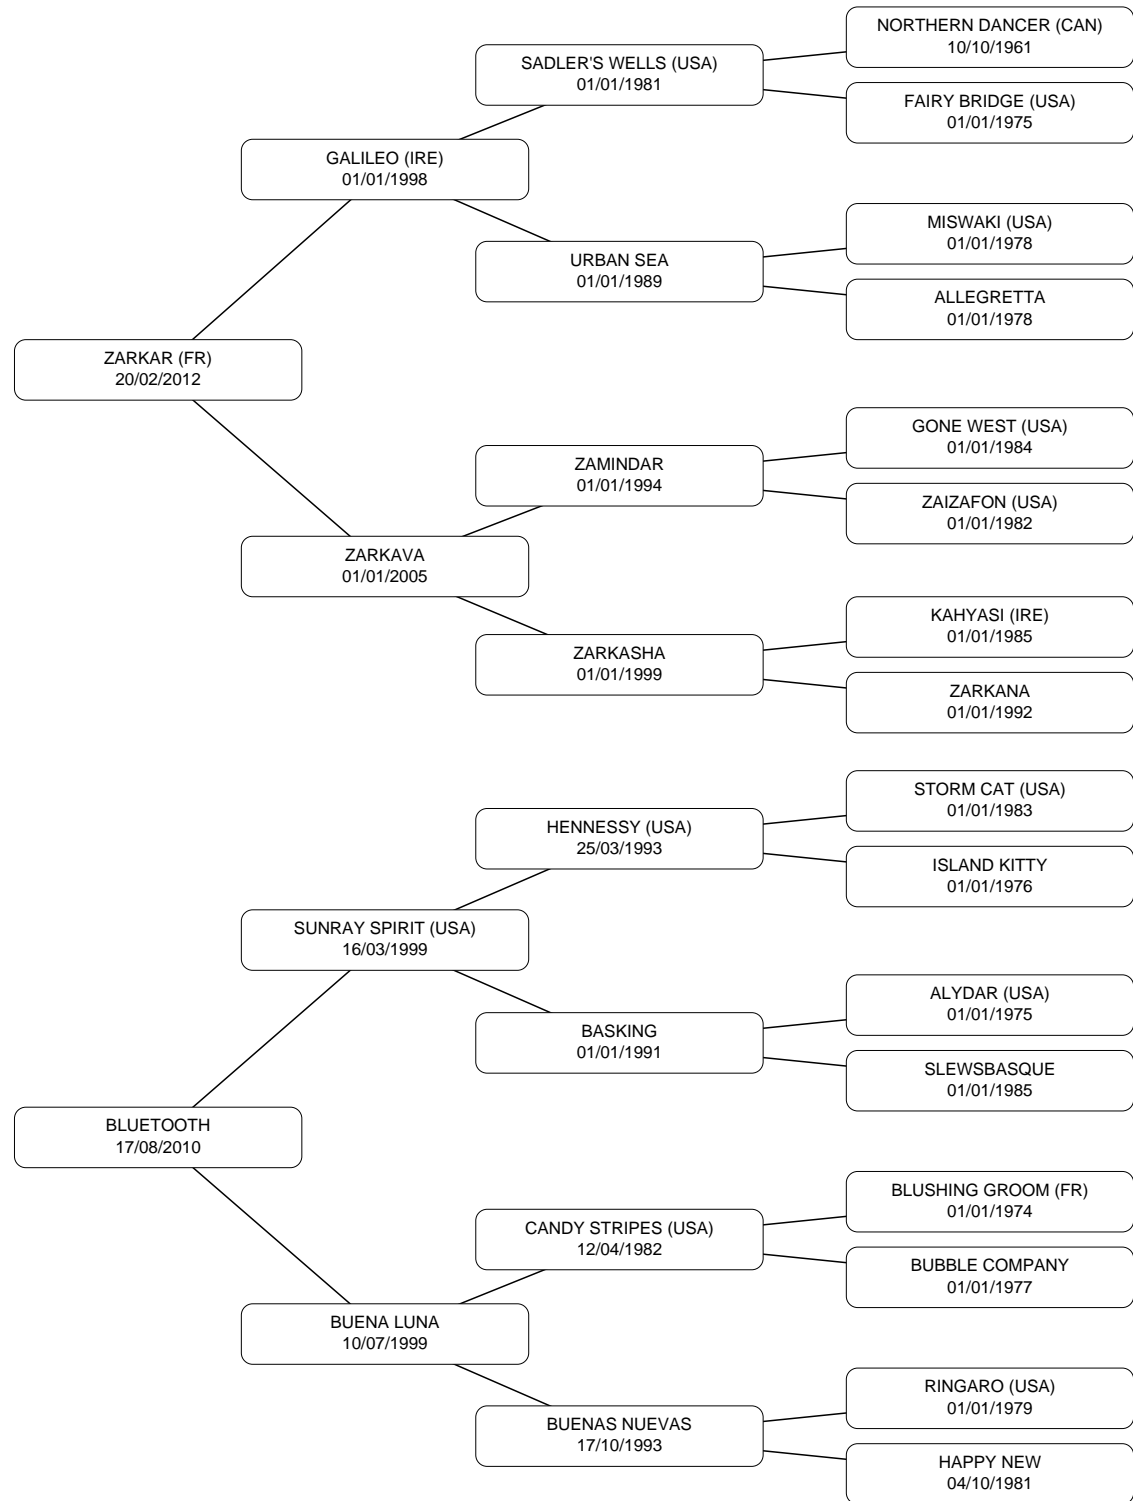 NORTHERN DANCER (CAN)
10/10/1961
SADLER'S WELLS (USA)
01/01/1981
FAIRY BRIDGE (USA)
01/01/1975
GALILEO (IRE)
01/01/1998
MISWAKI (USA)
01/01/1978
URBAN SEA
01/01/1989
ALLEGRETTA
01/01/1978
ZARKAR (FR)
20/02/2012
GONE WEST (USA)
01/01/1984
ZAMINDAR
01/01/1994
ZAIZAFON (USA)
01/01/1982
ZARKAVA
01/01/2005
KAHYASI (IRE)
01/01/1985
ZARKASHA
01/01/1999
ZARKANA
01/01/1992
STORM CAT (USA)
01/01/1983
HENNESSY (USA)
25/03/1993
ISLAND KITTY
01/01/1976
SUNRAY SPIRIT (USA)
16/03/1999
ALYDAR (USA)
01/01/1975
BASKING
01/01/1991
SLEWSBASQUE
01/01/1985
BLUETOOTH
17/08/2010
BLUSHING GROOM (FR)
01/01/1974
CANDY STRIPES (USA)
12/04/1982
BUBBLE COMPANY
01/01/1977
BUENA LUNA
10/07/1999
RINGARO (USA)
01/01/1979
BUENAS NUEVAS
17/10/1993
HAPPY NEW
04/10/1981